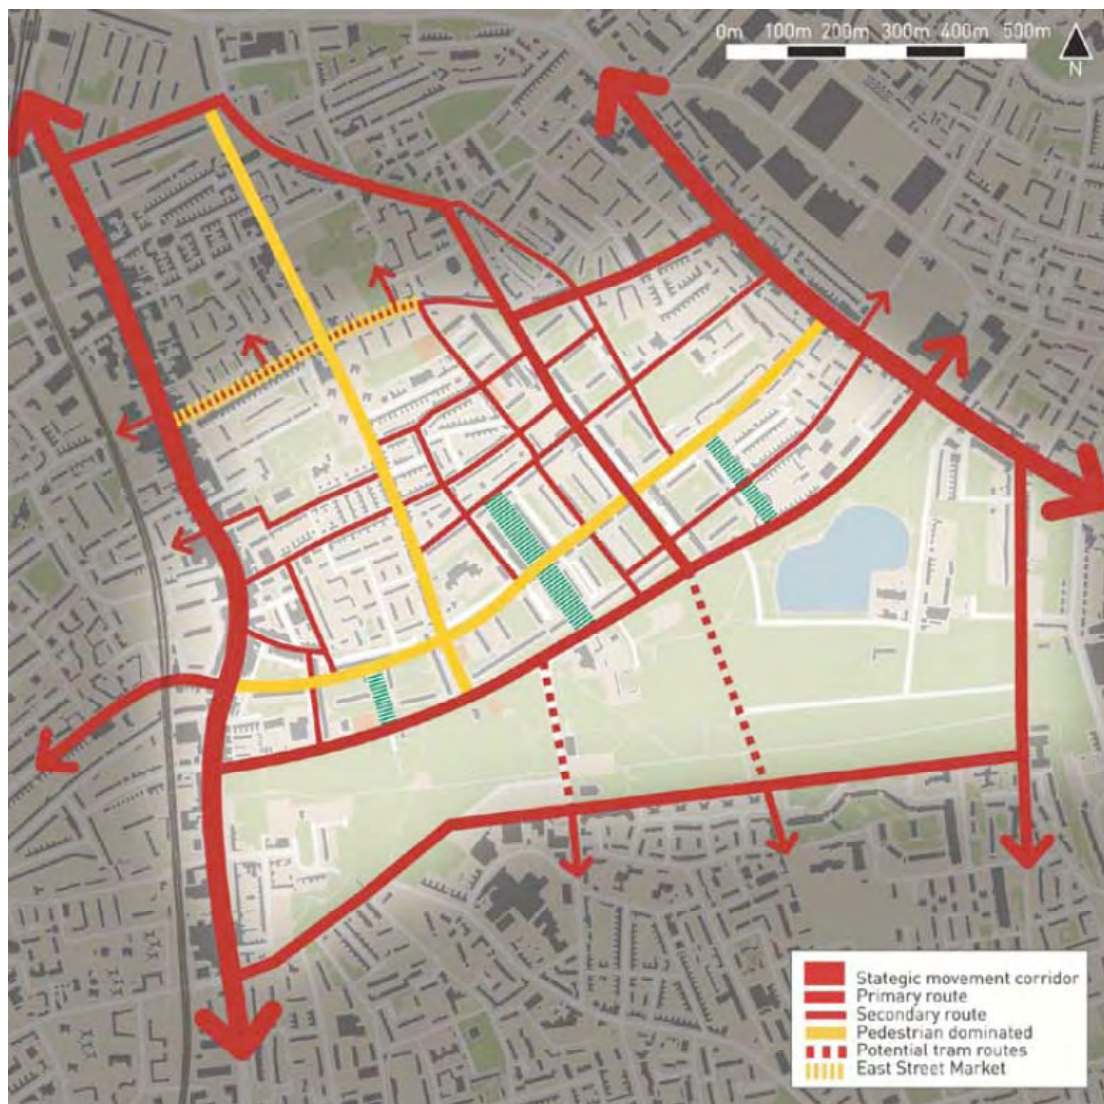 0m 100m 200m 300m 400m 500m
N
Stategic movement corridor
Primary route
Secondary route
Pedestrian dominated
Potential tram routes
East Street Market